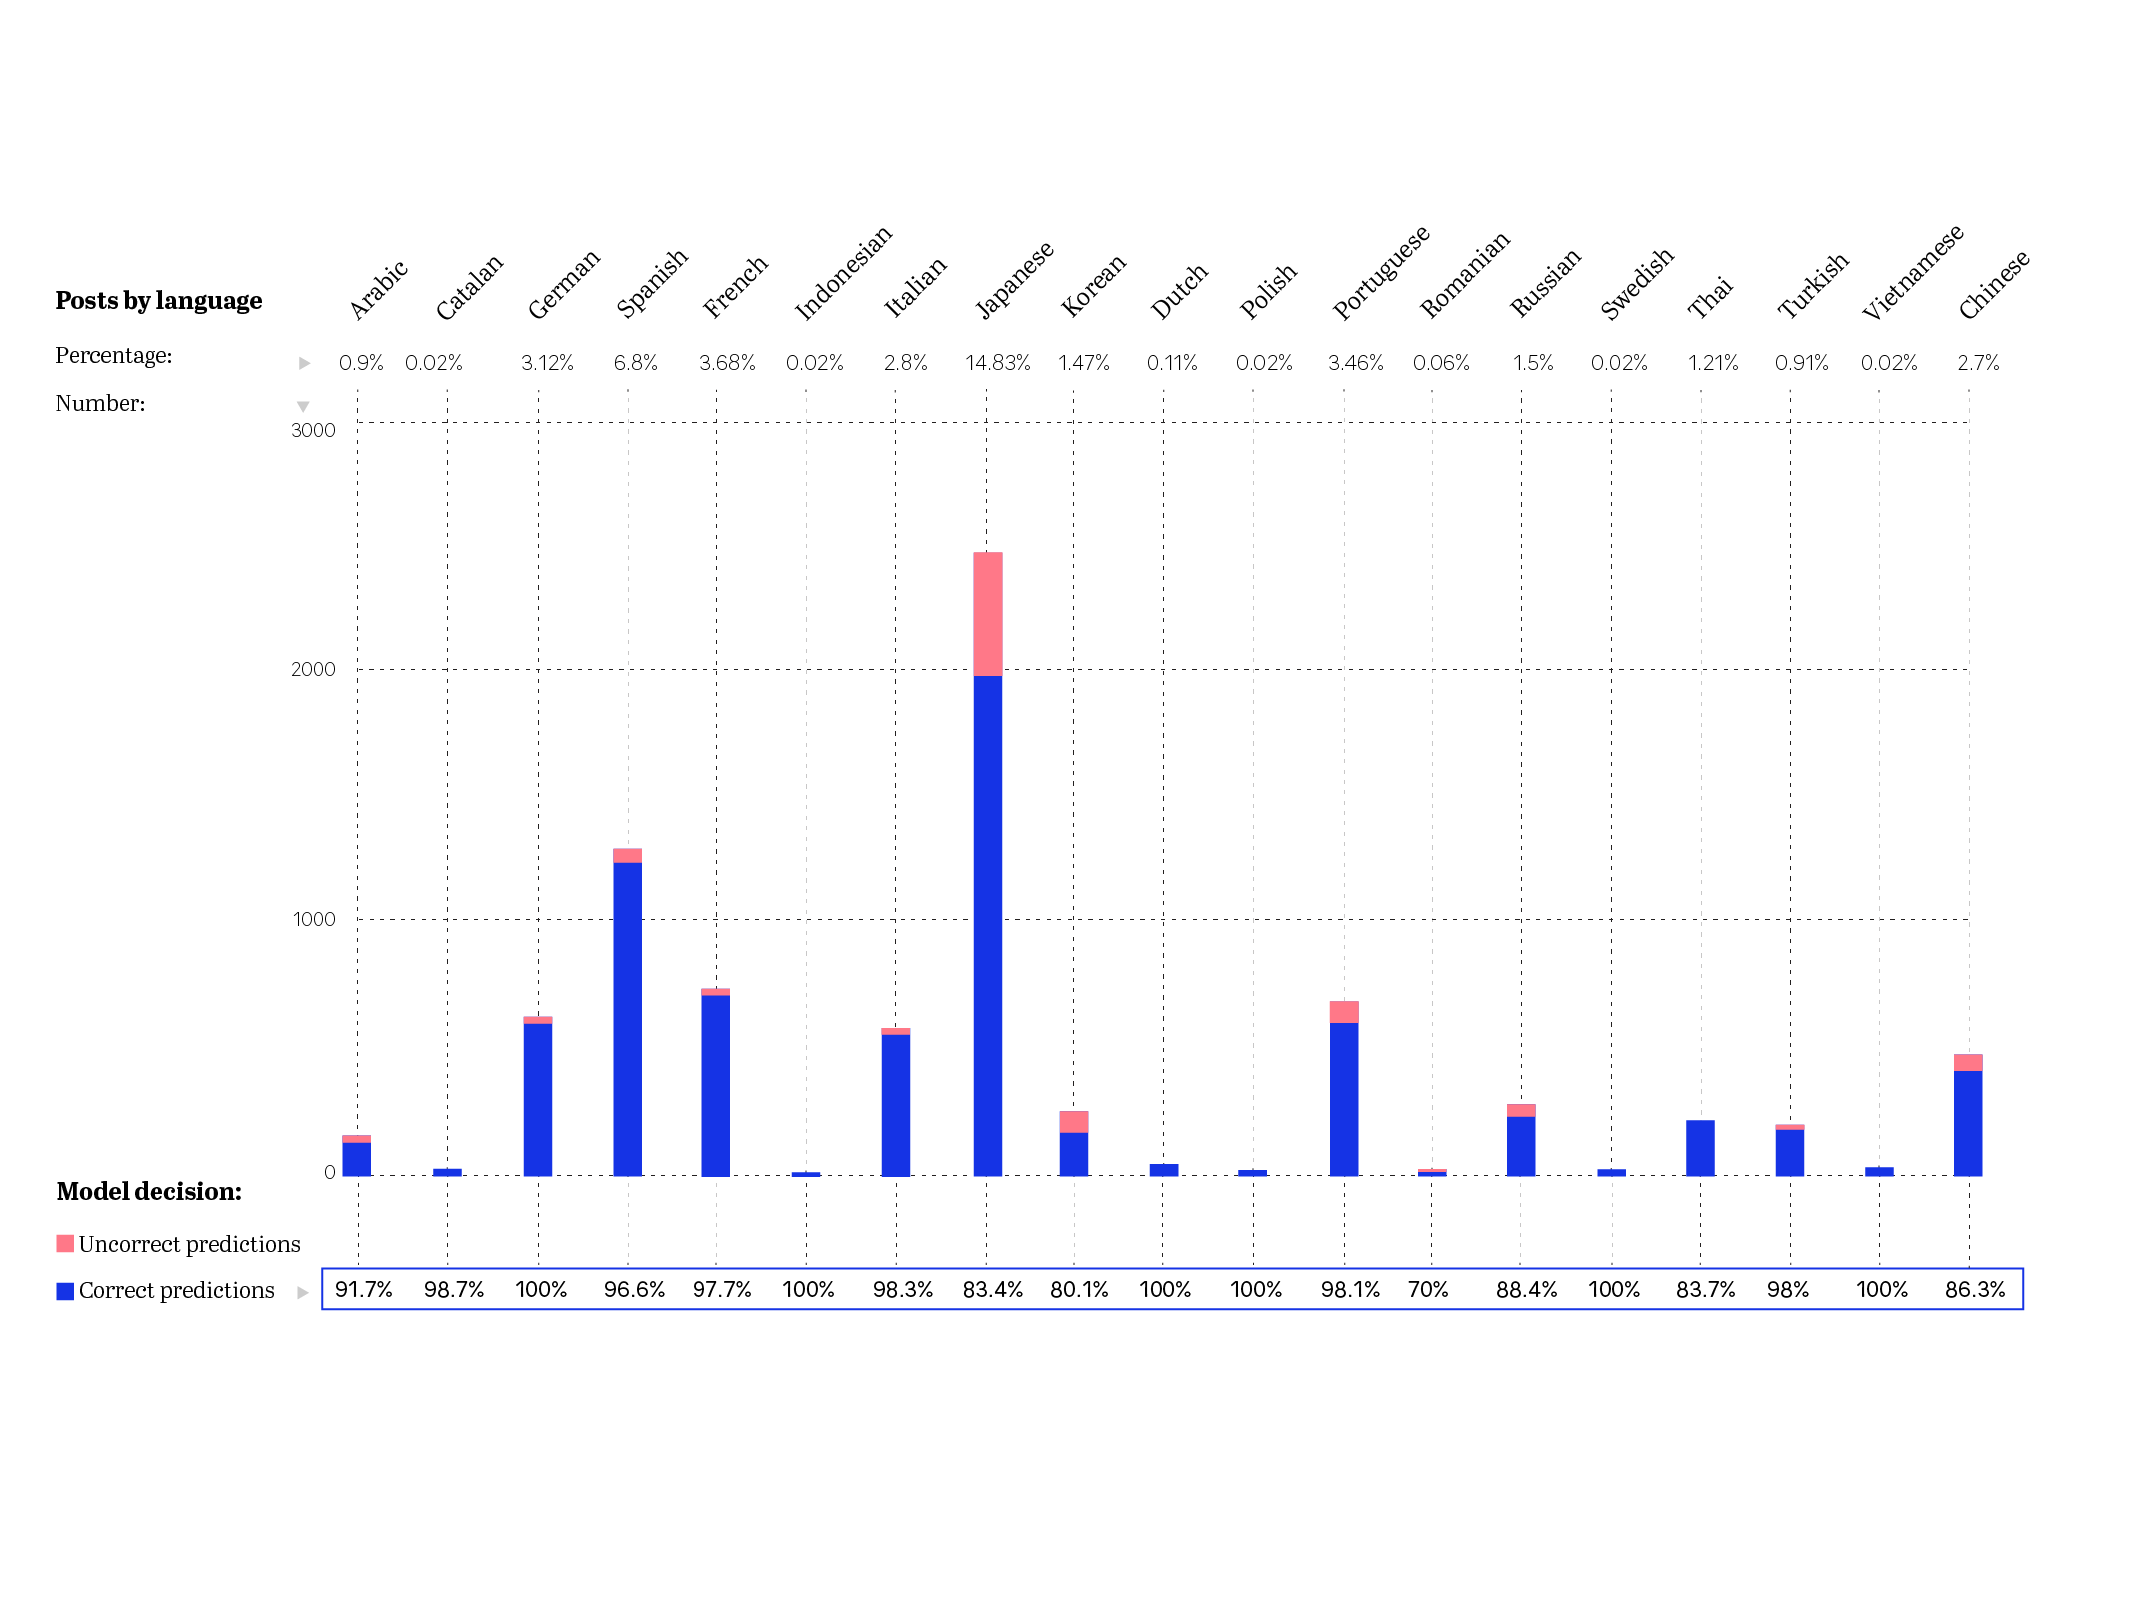 Arabic Catalan German Spanish French Indonesian Italian Japanese Korean Dutch Polish Portuguese Romanian Russian Swedish Thai Turkish Vietnamese Chinese
Posts by language
Percentage: 0.9% 0.02% 3.12% 6.8% 3.68% 0.02% 2.8% 14.83% 1.47% 0.11% 0.02% 3.46% 0.06% 1.5% 0.02% 1.21% 0.91% 0.02% 2.7%
Number:
3000
2000
1000
0
Model decision:
Uncorrect predictions
Correct predictions 91.7% 98.7% 100% 96.6% 97.7% 100% 98.3% 83.4% 80.1% 100% 100% 98.1% 70% 88.4% 100% 83.7% 98% 100% 86.3%